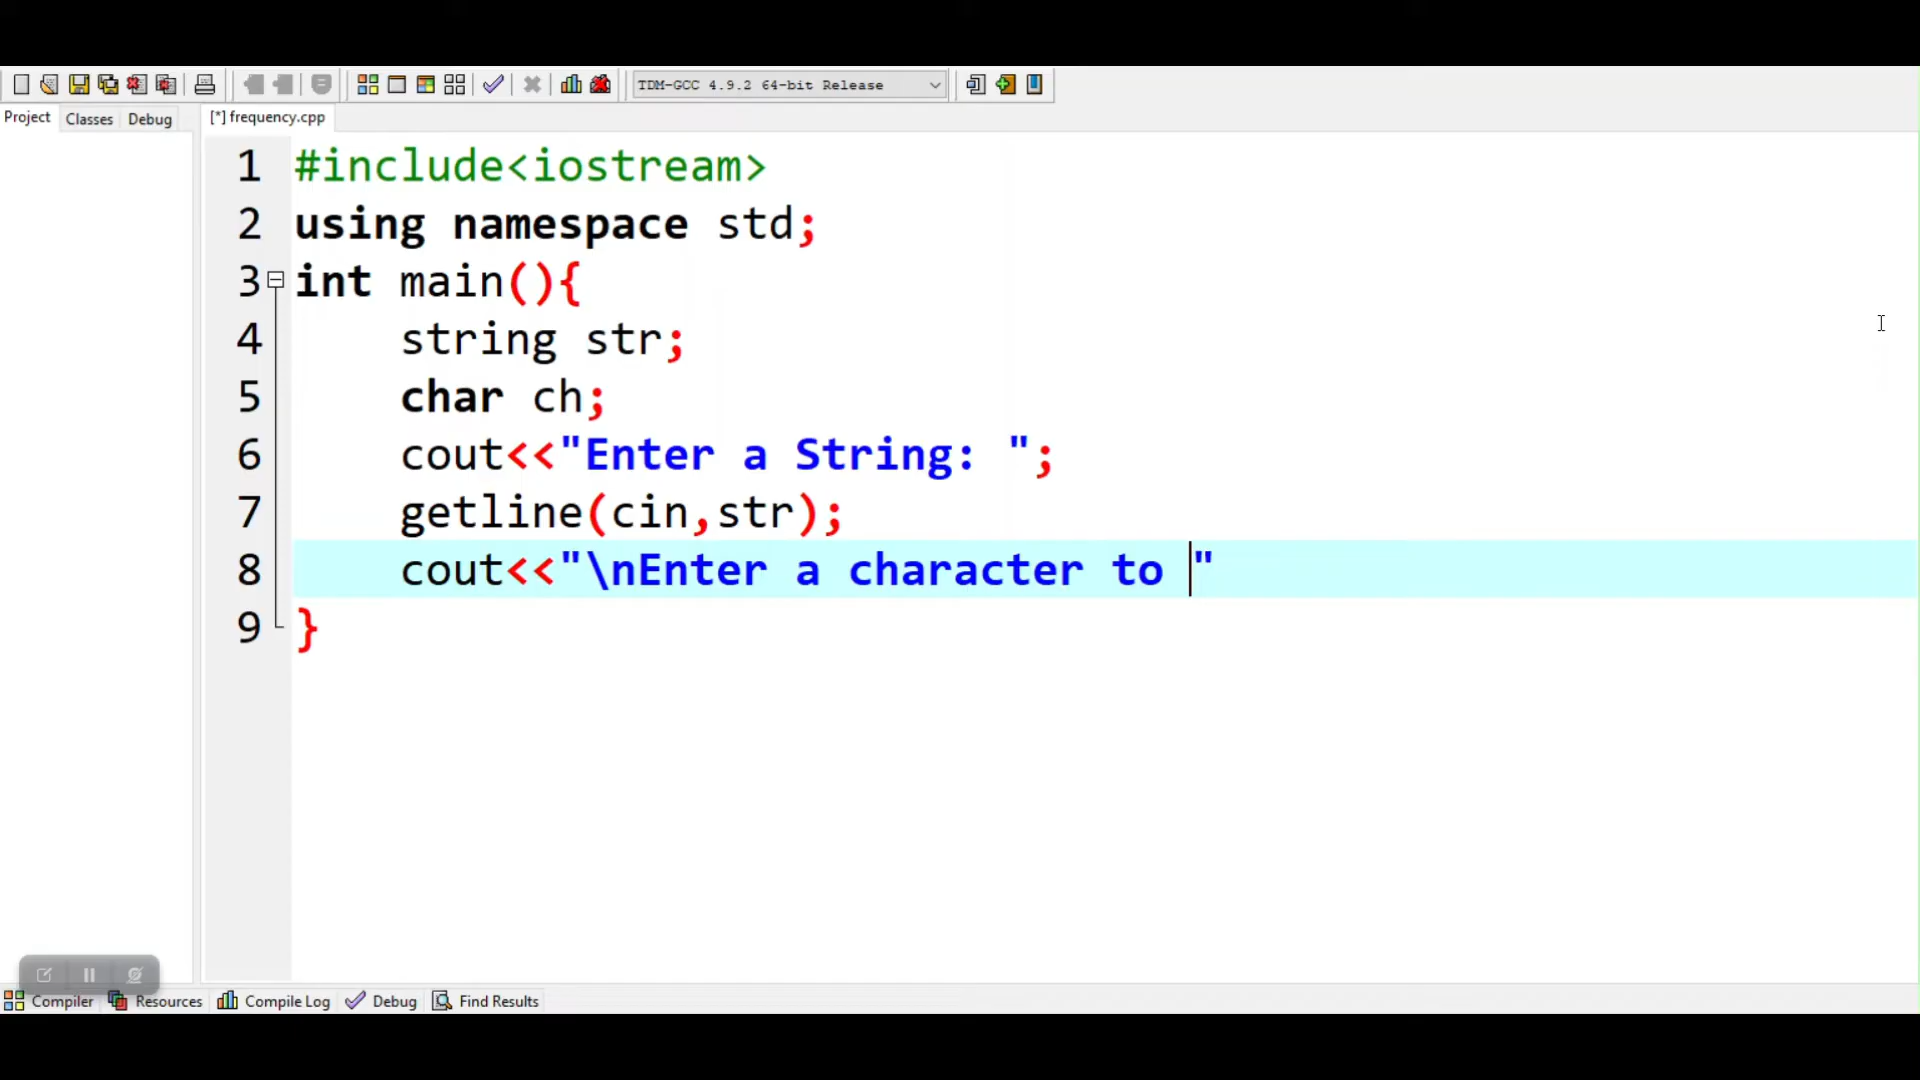 TDM-GCC 4.9.2 64-bit Release
Project Classes Debug
[*] frequency.cpp
1 #include<iostream>
2 using namespace std;
3 int main(){
4 string str;
5 char ch;
6 cout<<"Enter a String: ";
7 getline(cin,str);
8 cout<<"\nEnter a character to "
9 }
Compiler Resources Compile Log Debug Find Results